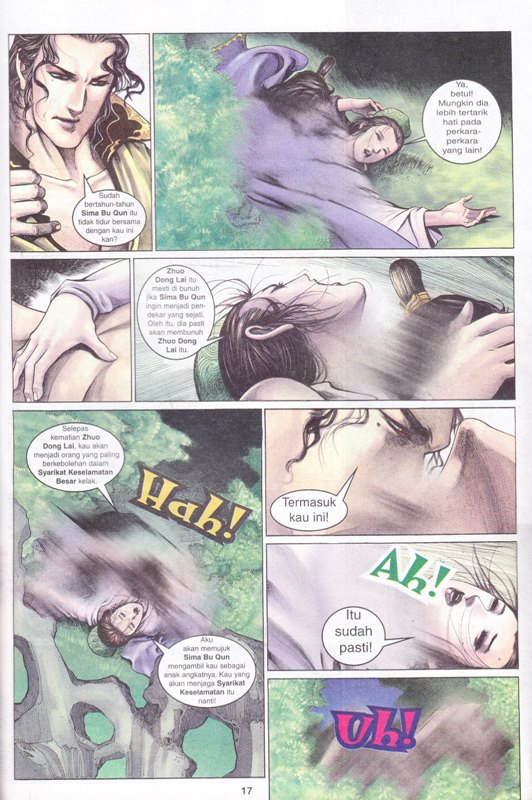 Sudah
bertahun-tahun
Sima Bu Qun itu
tidak tidur bersama
dengan kau ini
kan?
Ya,
betul!
Mungkin dia
lebih tertarik
hati pada
perkara-
perkara
yang lain!
Zhuo
Dong Lai itu
mesti di bunuh
jika Sima Bu Qun
ingin menjadi pen-
dekar yang sejati.
Oleh itu, dia pasti
akan membunuh
Zhuo Dong
Lai itu.
Selepas
kematian Zhuo
Dong Lai, kau akan
menjadi orang yang paling
berkebolehan dalam
Syarikat Keselamatan
Besar kelak.
Hah!
Aku
akan memujuk
Sima Bu Qun
mengambil kau sebagai
anak angkatnya. Kau yang
akan menjaga Syarikat
Keselamatan itu
nanti!
Termasuk
kau ini!
Ah!
Itu
sudah
pasti!
Uh!
17